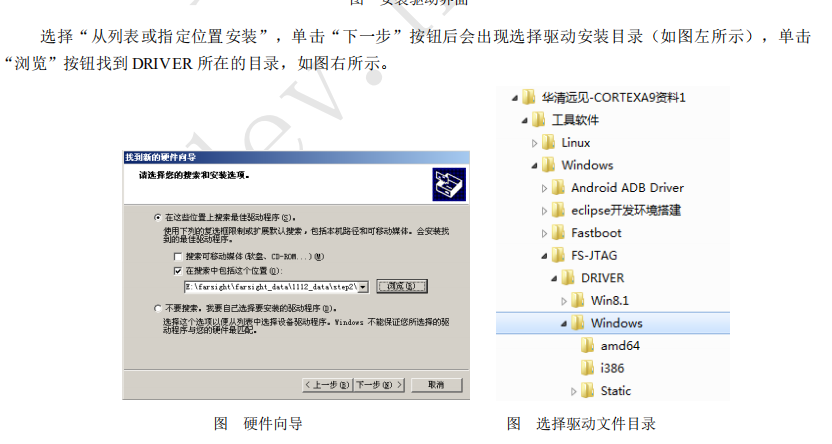 图 安装驱动界面
选择“从列表或指定位置安装”，单击“下一步”按钮后会出现选择驱动安装目录（如图左所示），单击
“浏览”按钮找到 DRIVER 所在的目录，如图右所示。
找到新的硬件向导
请选择您的搜索和安装选项。
在这些位置上搜索最佳驱动程序(S)。
使用下列的复选框限制或扩展默认搜索，包括本机路径和可移动媒体。会安装找
到的最佳驱动程序。
搜索可移动媒体(软盘、CD-ROM...)(M)
在搜索中包括这个位置(O):
E:\farsight\farsight_data\1112_data\step2\
浏览(R)
不要搜索。我要自己选择要安装的驱动程序(D)。
选择这个选项以便从列表中选择设备驱动程序。Windows 不能保证您所选择的驱
动程序与您的硬件最匹配。
< 上一步(B) 下一步(N) > 取消
华清远见-CORTEXA9资料1
工具软件
Linux
Windows
Android ADB Driver
eclipse开发环境搭建
Fastboot
FS-JTAG
DRIVER
Win8.1
Windows
amd64
i386
Static
图 硬件向导
图 选择驱动文件目录
dev.